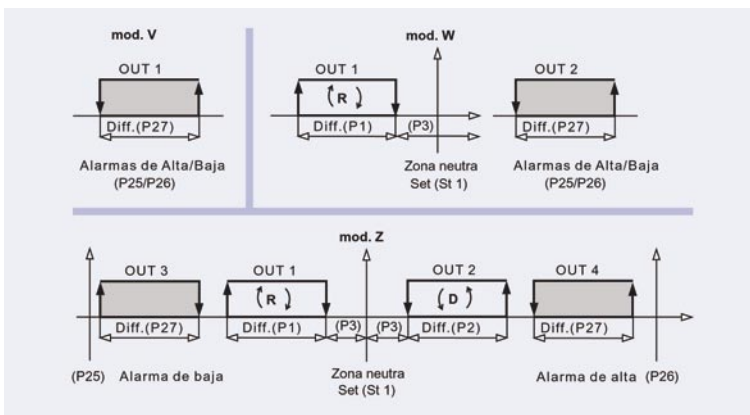 mod. V
OUT 1
Diff.(P27)
Alarmas de Alta/Baja
(P25/P26)
mod. W
OUT 1
(R)
Diff.(P1)
(P3)
Zona neutra
Set (St 1)
OUT 2
Diff.(P27)
Alarmas de Alta/Baja
(P25/P26)
mod. Z
OUT 3
Diff.(P27)
(P25) Alarma de baja
OUT 1
(R)
Diff.(P1)
(P3)
(P3)
Zona neutra
Set (St 1)
OUT 2
(D)
Diff.(P2)
OUT 4
Diff.(P27)
Alarma de alta (P26)